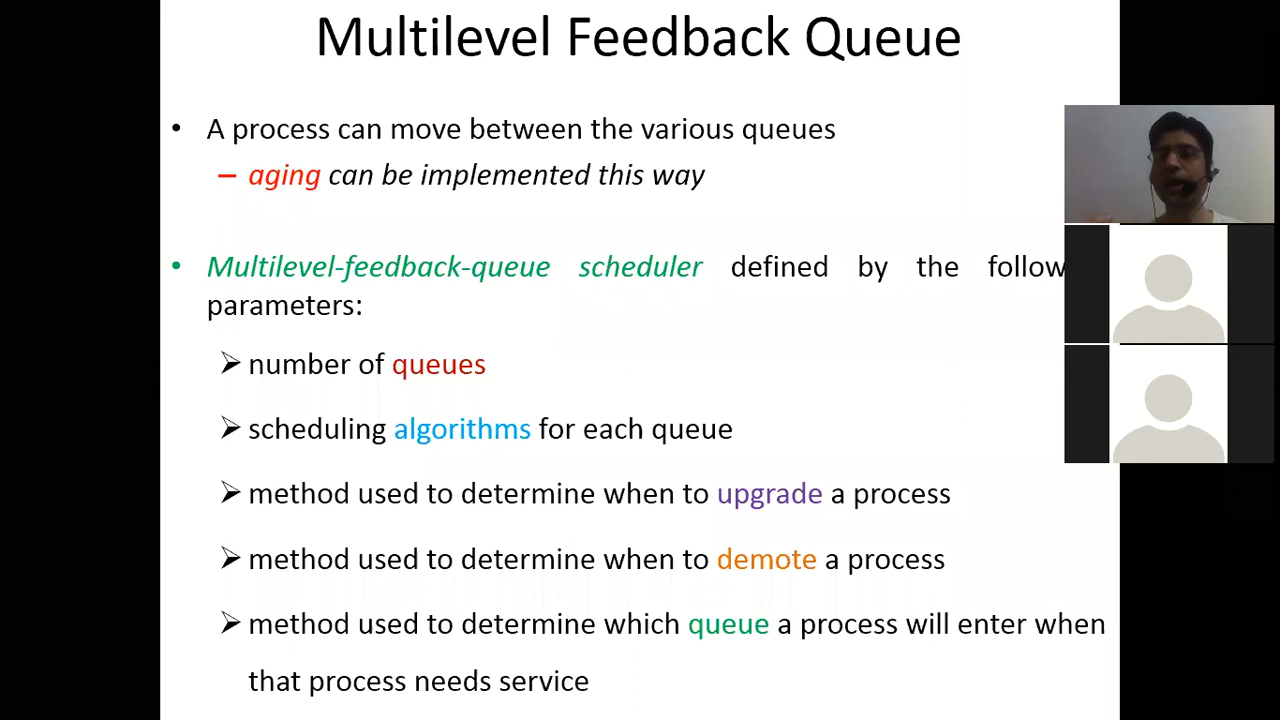 Multilevel Feedback Queue
• A process can move between the various queues
– aging can be implemented this way
• Multilevel-feedback-queue scheduler defined by the follow
parameters:
➢ number of queues
➢ scheduling algorithms for each queue
➢ method used to determine when to upgrade a process
➢ method used to determine when to demote a process
➢ method used to determine which queue a process will enter when
that process needs service